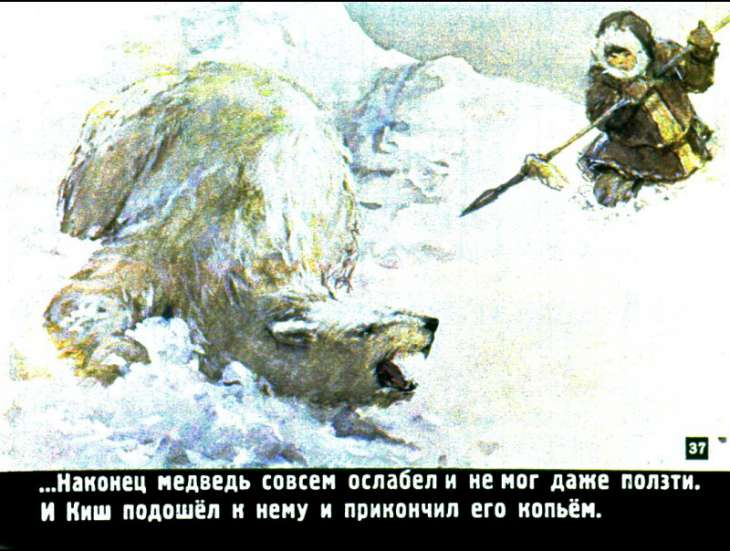 37
...Наконец медведь совсем ослабел и не мог даже ползти.
И Киш подошёл к нему и прикончил его копьём.